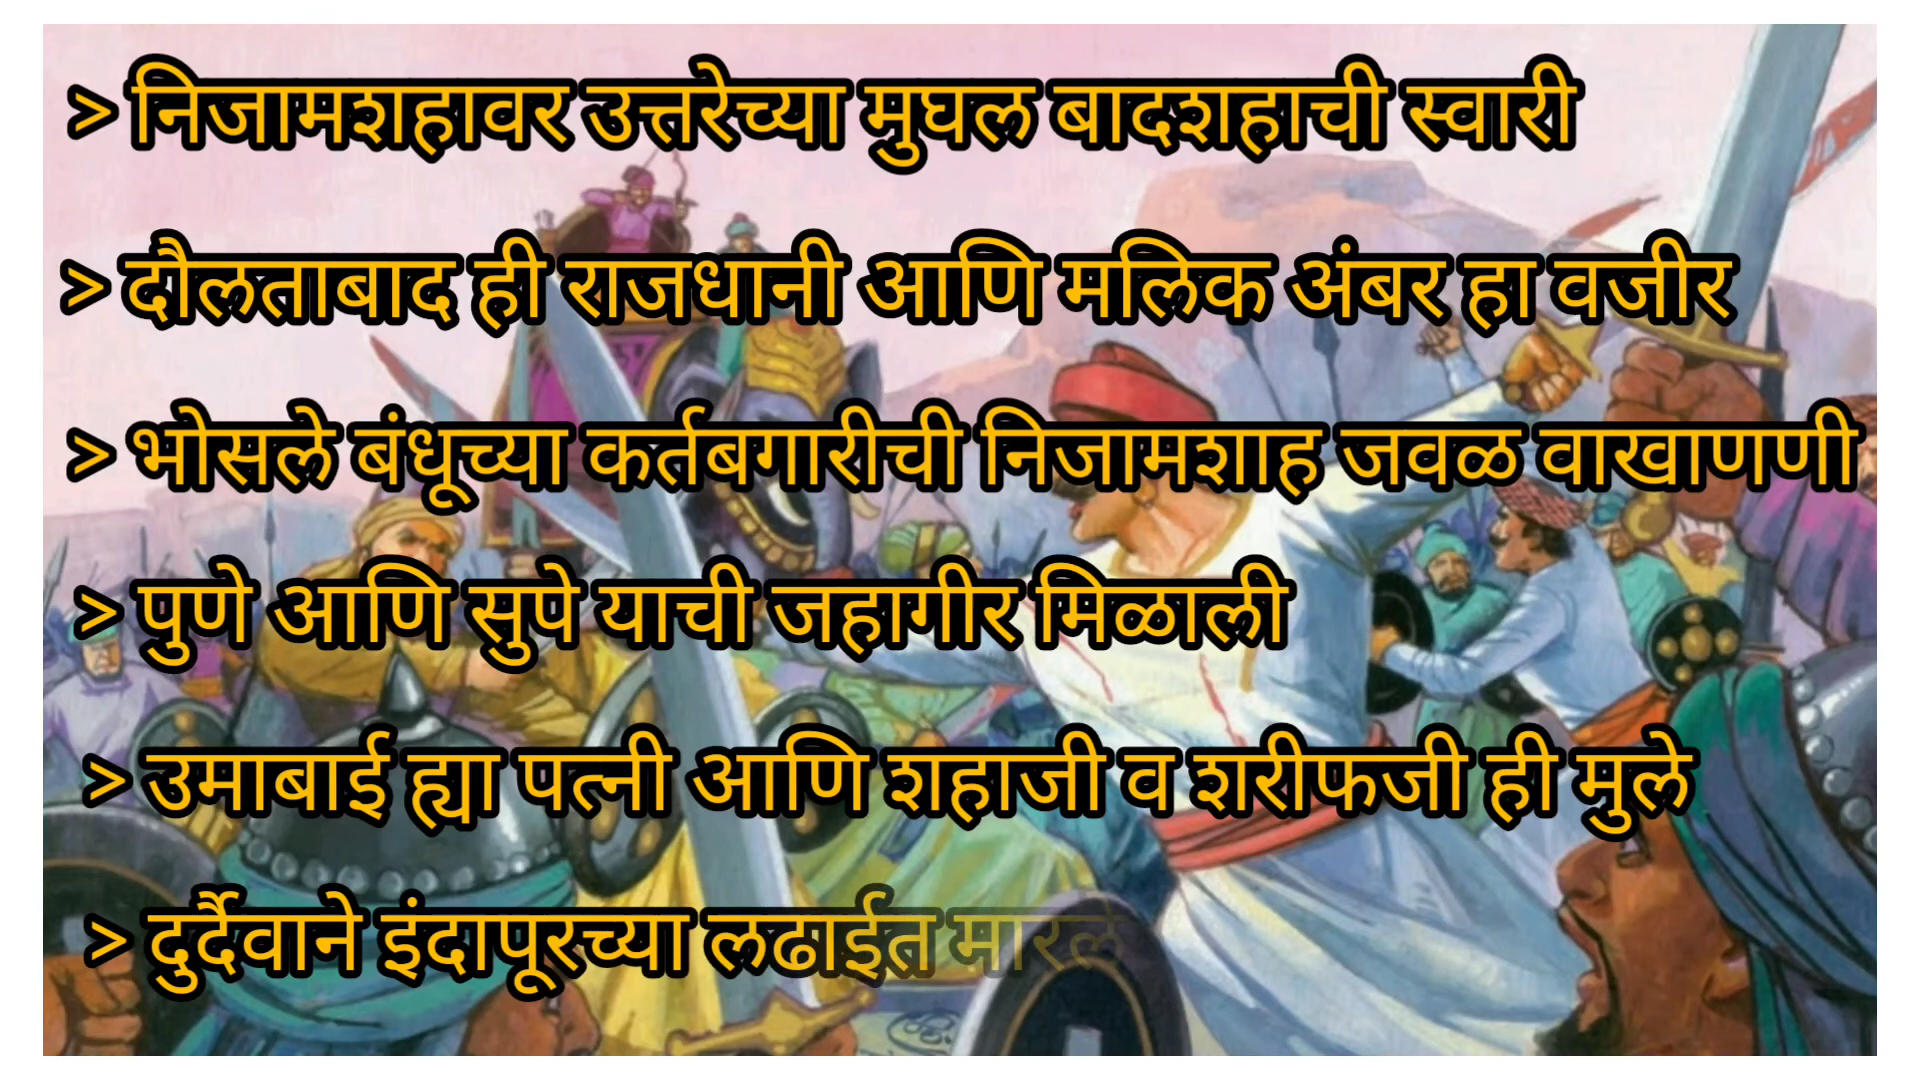 > निजामशहावर उत्तरेच्या मुघल बादशहाची स्वारी
> दौलताबाद ही राजधानी आणि मलिक अंबर हा वजीर
> भोसले बंधूच्या कर्तबगारीची निजामशाह जवळ वाखाणणी
> पुणे आणि सुपे याची जहागीर मिळाली
> उमाबाई ह्या पत्नी आणि शहाजी व शरीफजी ही मुले
> दुर्दैवाने इंदापूरच्या लढाईत मारले